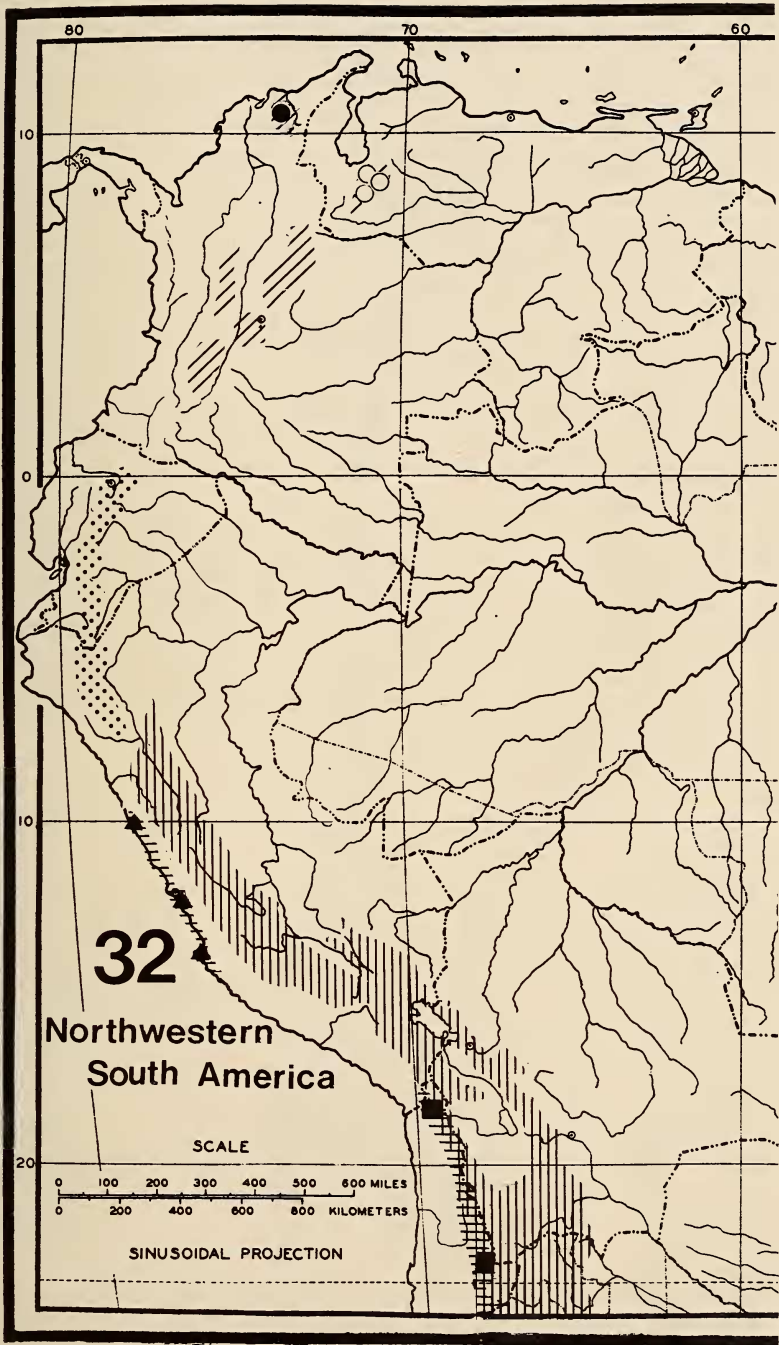 80 70 60
10
0
10
32
Northwestern
South America
20
SCALE
0 100 200 300 400 500 600 MILES
0 200 400 600 800 KILOMETERS
SINUSOIDAL PROJECTION